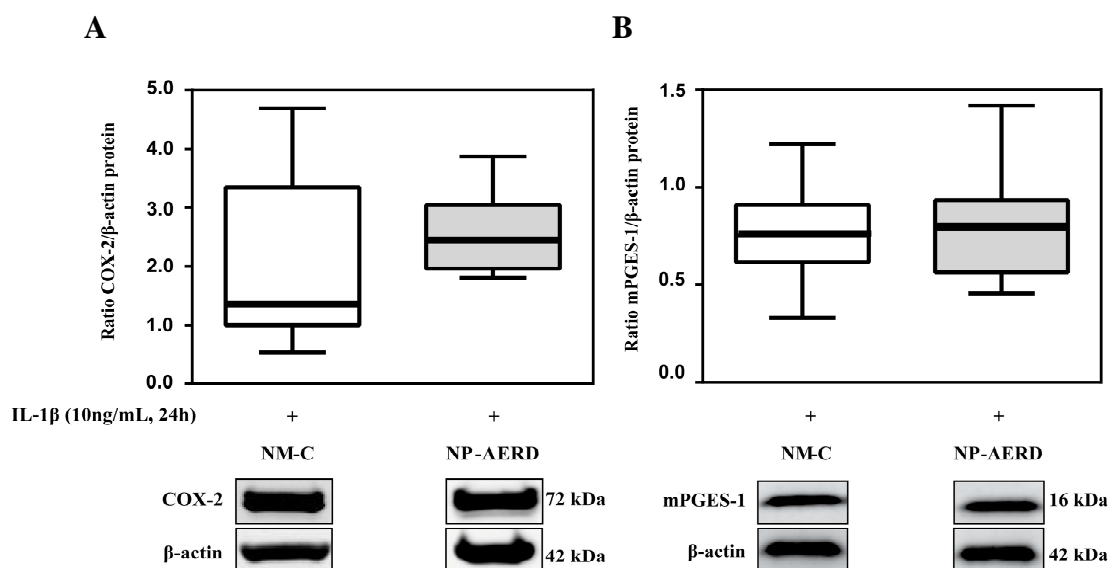 A
B
Ratio COX-2/β-actin protein
5.0
4.0
3.0
2.0
1.0
0.0
Ratio mPGES-1/β-actin protein
1.5
1.0
0.5
0.0
IL-1β (10ng/mL, 24h)
+
+
+
+
NM-C
NP-AERD
NM-C
NP-AERD
COX-2
72 kDa
mPGES-1
16 kDa
β-actin
42 kDa
β-actin
42 kDa